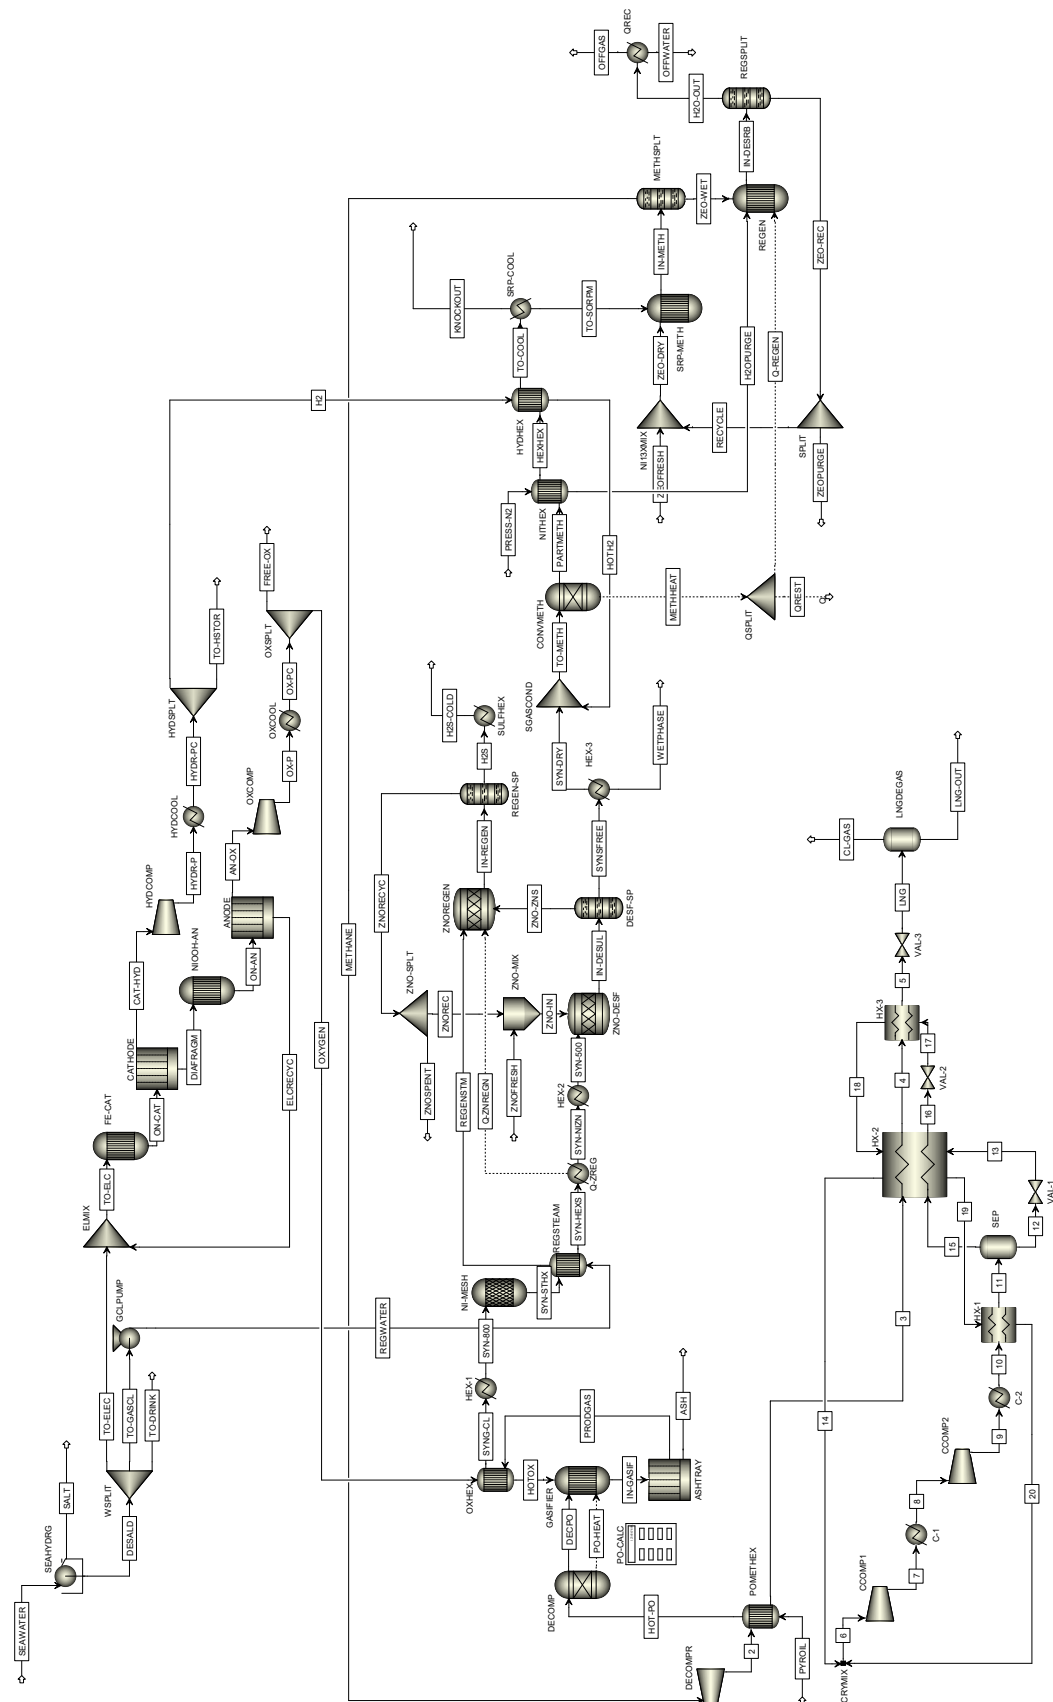 OFFGAS
QREC
OFFWATER
REGSPLIT
H2O-OUT
IN-DESRB
METHSPLT
ZEO-WET
REGEN
ZEO-REC
IN-METH
SRP-COOL
KNOCKOUT
TO-SORPM
SRP-METH
TO-COOL
ZEO-DRY
H2OPURGE
Q-REGEN
H2
HYDHEX
HEXHEX
NI13XMIX
RECYCLE
SPLIT
ZEOFRESH
ZEOPURGE
PRESS-N2
NITHEX
PARTMETH
HOTH2
FREE-OX
CONVMETH
METHHEAT
QSPLIT
QREST
Q
TO-HSTOR
OXSPLT
TO-METH
HYDSPLT
OX-PC
SGASCOND
H2S-COLD
SULFHEX
WETPHASE
HYDR-PC
OXCOOL
H2S
SYN-DRY
HEX-3
OX-P
HYDCOOL
REGEN-SP
LNGDEGAS
CL-GAS
LNG-OUT
OXCOMP
HYDR-P
IN-REGEN
SYNSFREE
AN-OX
HYDCOMP
ZNORECYC
ZNOREGEN
ZNO-ZNS
DESF-SP
LNG
ANODE
METHANE
VAL-3
CAT-HYD
NIOOH-AN
ON-AN
IN-DESUL
5
CATHODE
DIAFRAGM
OXYGEN
ZNO-SPLT
ZNOREC
ZNO-MIX
ZNO-IN
ZNO-DESF
HX-3
17
ELCRECYC
ZNOSPENT
REGENSTM
Q-ZNREGN
ZNOFRESH
SYN-500
18
4
VAL-2
FE-CAT
ON-CAT
HEX-2
16
SYN-NIZN
HX-2
TO-ELC
Q-ZREG
13
ELMIX
SYN-HEXS
19
VAL-1
REGSTEAM
SEP
15
12
NI-MESH
SYN-STHX
11
GCLPUMP
REGWATER
SYN-800
3
HX-1
10
TO-ELEC
TO-GASCL
TO-DRINK
HEX-1
PRODGAS
ASH
14
C-2
SYNG-CL
9
SALT
WSPLIT
OXHEX
HOTOX
IN-GASIF
ASHTRAY
CCOMP2
20
DESALD
GASIFIER
DECPO
PO-HEAT
PO-CALC
8
C-1
SEAHYDRG
DECOMP
POMETHEX
7
CCOMP1
SEAWATER
HOT-PO
6
DECOMPR
2
PYROIL
CRYMIX